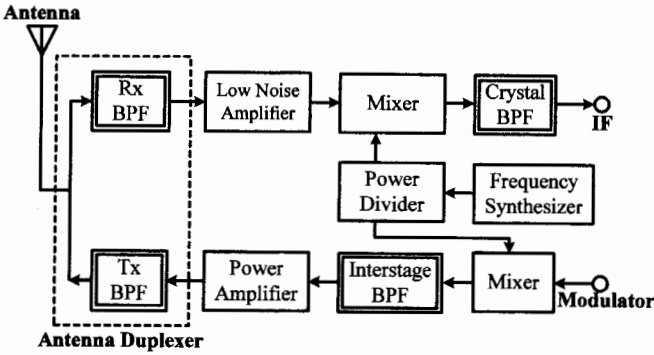 Antenna
Rx
BPF
Low Noise
Amplifier
Mixer
Crystal
BPF
IF
Power
Divider
Frequency
Synthesizer
Tx
BPF
Power
Amplifier
Interstage
BPF
Mixer
Modulator
Antenna Duplexer